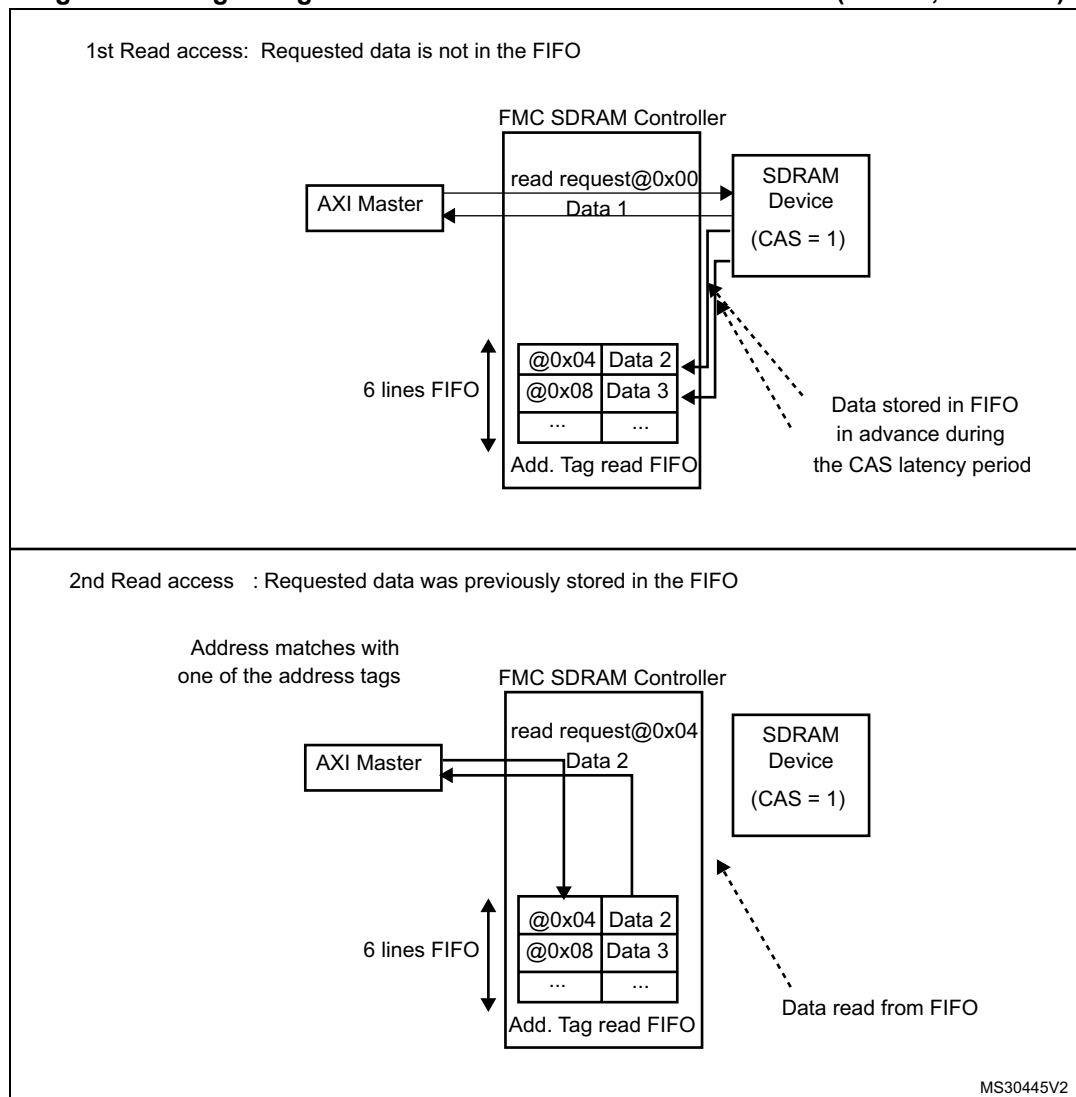 1st Read access: Requested data is not in the FIFO
FMC SDRAM Controller
read request@0x00
Data 1
AXI Master
SDRAM
Device
(CAS = 1)
6 lines FIFO
@0x04 Data 2
@0x08 Data 3
... ...
Add. Tag read FIFO
Data stored in FIFO
in advance during
the CAS latency period
2nd Read access : Requested data was previously stored in the FIFO
Address matches with
one of the address tags
FMC SDRAM Controller
read request@0x04
Data 2
AXI Master
SDRAM
Device
(CAS = 1)
6 lines FIFO
@0x04 Data 2
@0x08 Data 3
... ...
Add. Tag read FIFO
Data read from FIFO
MS30445V2